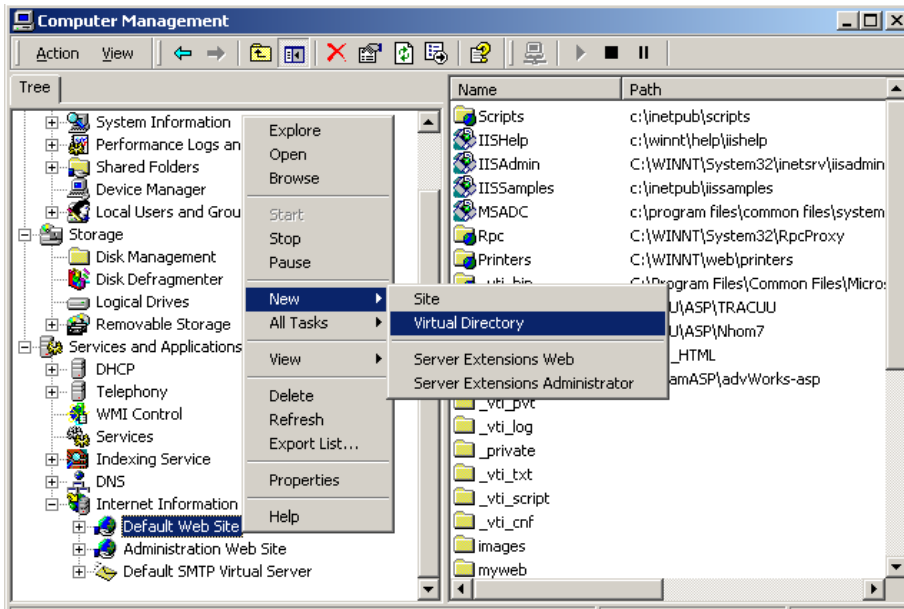 Computer Management
Action View
Tree
System Information
Performance Logs an
Shared Folders
Device Manager
Local Users and Grou
Storage
Disk Management
Disk Defragmenter
Logical Drives
Removable Storage
Services and Applications
DHCP
Telephony
WMI Control
Services
Indexing Service
DNS
Internet Information
Default Web Site
Administration Web Site
Default SMTP Virtual Server
Explore
Open
Browse
Start
Stop
Pause
New
All Tasks
View
Delete
Refresh
Export List...
Properties
Help
Site
Virtual Directory
Server Extensions Web
Server Extensions Administrator
Name Path
Scripts c:\inetpub\scripts
IISHelp c:\winnt\help\iishelp
IISAdmin C:\WINNT\System32\inetsrv\iisadmin
IISSamples c:\inetpub\iissamples
MSADC c:\program files\common files\system
Rpc C:\WINNT\System32\RpcProxy
Printers C:\WINNT\web\printers
_vti_bin C:\Program Files\Common Files\Micro
U\ASP\TRACUU
U\ASP\Nhom7
_HTML
amASP\advWorks-asp
_vti_pvt
_vti_log
_private
_vti_txt
_vti_script
_vti_cnf
images
myweb